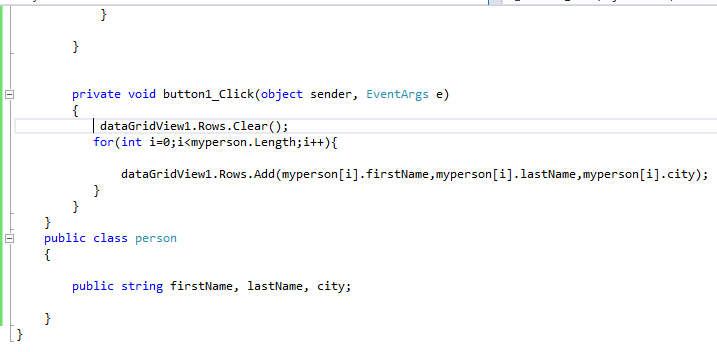 }
}
private void button1_Click(object sender, EventArgs e)
{
dataGridView1.Rows.Clear();
for(int i=0;i<myperson.Length;i++){
dataGridView1.Rows.Add(myperson[i].firstName,myperson[i].lastName,myperson[i].city);
}
}
}
public class person
{
public string firstName, lastName, city;
}
}